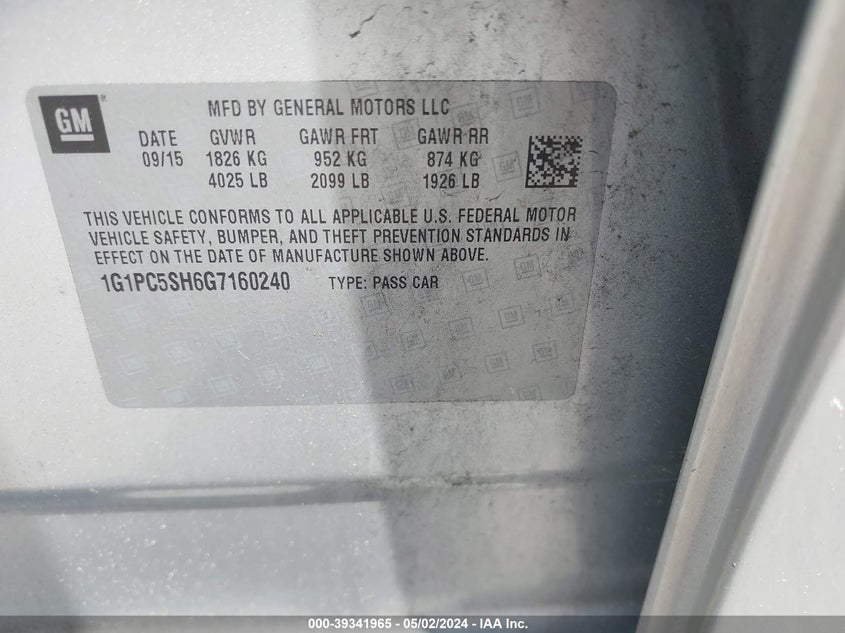 GM
MFD BY GENERAL MOTORS LLC
DATE GVWR GAWR FRT GAWR RR
09/15 1826 KG 952 KG 874 KG
4025 LB 2099 LB 1926 LB
THIS VEHICLE CONFORMS TO ALL APPLICABLE U.S. FEDERAL MOTOR
VEHICLE SAFETY, BUMPER, AND THEFT PREVENTION STANDARDS IN
EFFECT ON THE DATE OF MANUFACTURE SHOWN ABOVE.
1G1PC5SH6G7160240 TYPE: PASS CAR
000-39341965 - 05/02/2024 - IAA Inc.